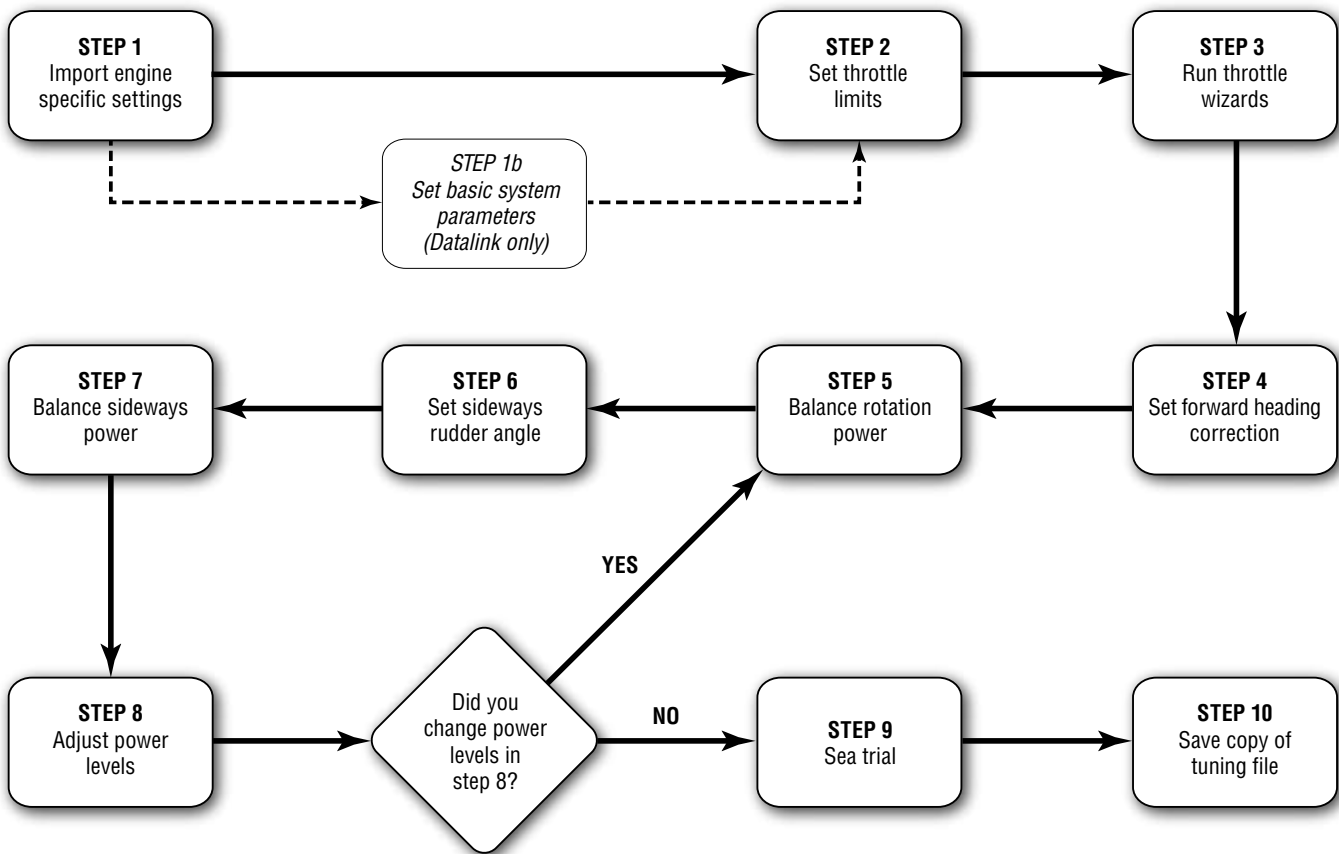 STEP 1
Import engine
specific settings
STEP 2
Set throttle
limits
STEP 3
Run throttle
wizards
STEP 1b
Set basic system
parameters
(Datalink only)
STEP 4
Set forward heading
correction
STEP 5
Balance rotation
power
STEP 6
Set sideways
rudder angle
STEP 7
Balance sideways
power
STEP 8
Adjust power
levels
Did you
change power
levels in
step 8?
YES
NO
STEP 9
Sea trial
STEP 10
Save copy of
tuning file